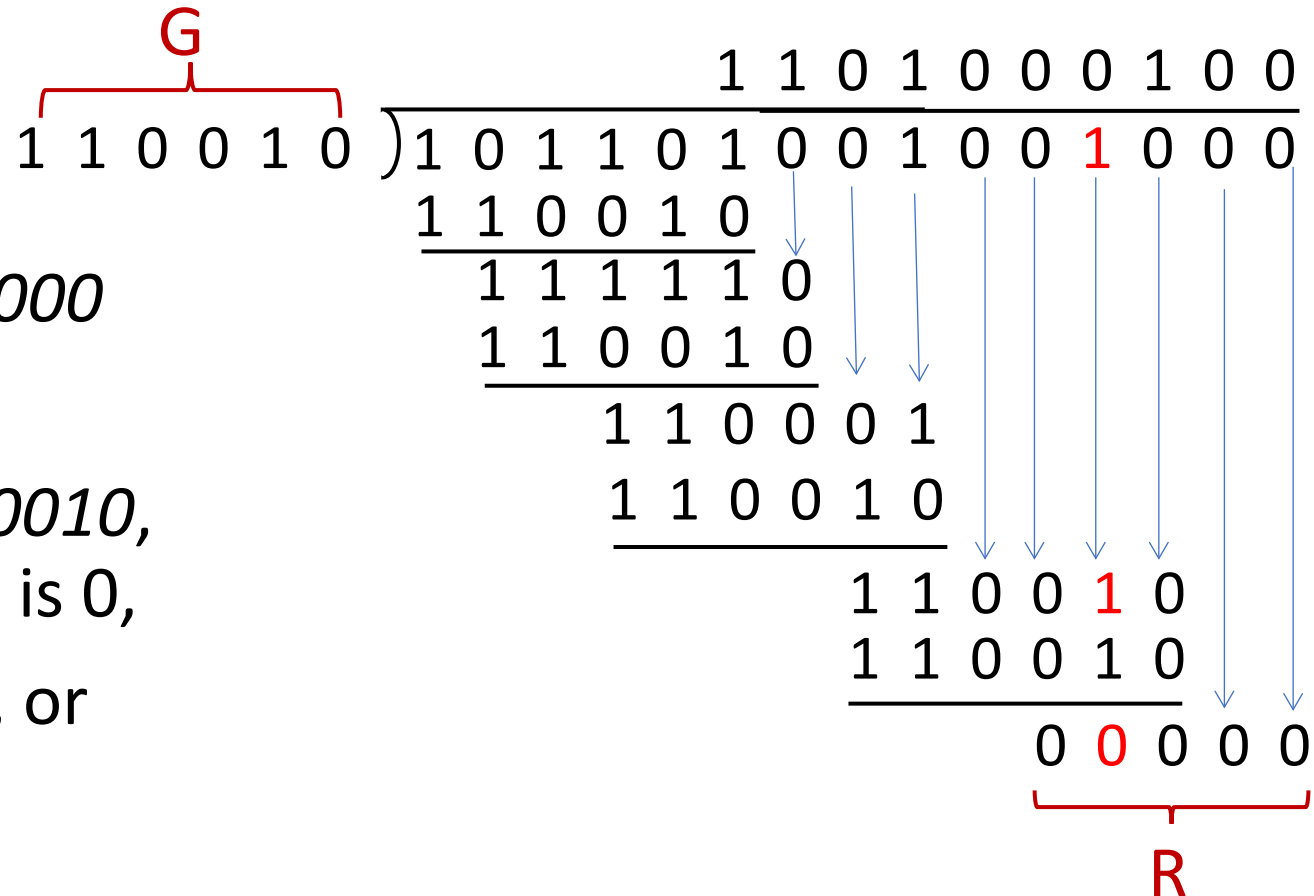 G
1 1 0 1 0 0 0 1 0 0
1 1 0 0 1 0 ) 1 0 1 1 0 1 0 0 1 0 0 1 0 0 0
1 1 0 0 1 0
000
1 1 1 1 1 0
1 1 0 0 1 0
1 1 0 0 0 1
0010,
1 1 0 0 1 0
is 0,
1 1 0 0 1 0
1 1 0 0 1 0
or
0 0 0 0 0
R